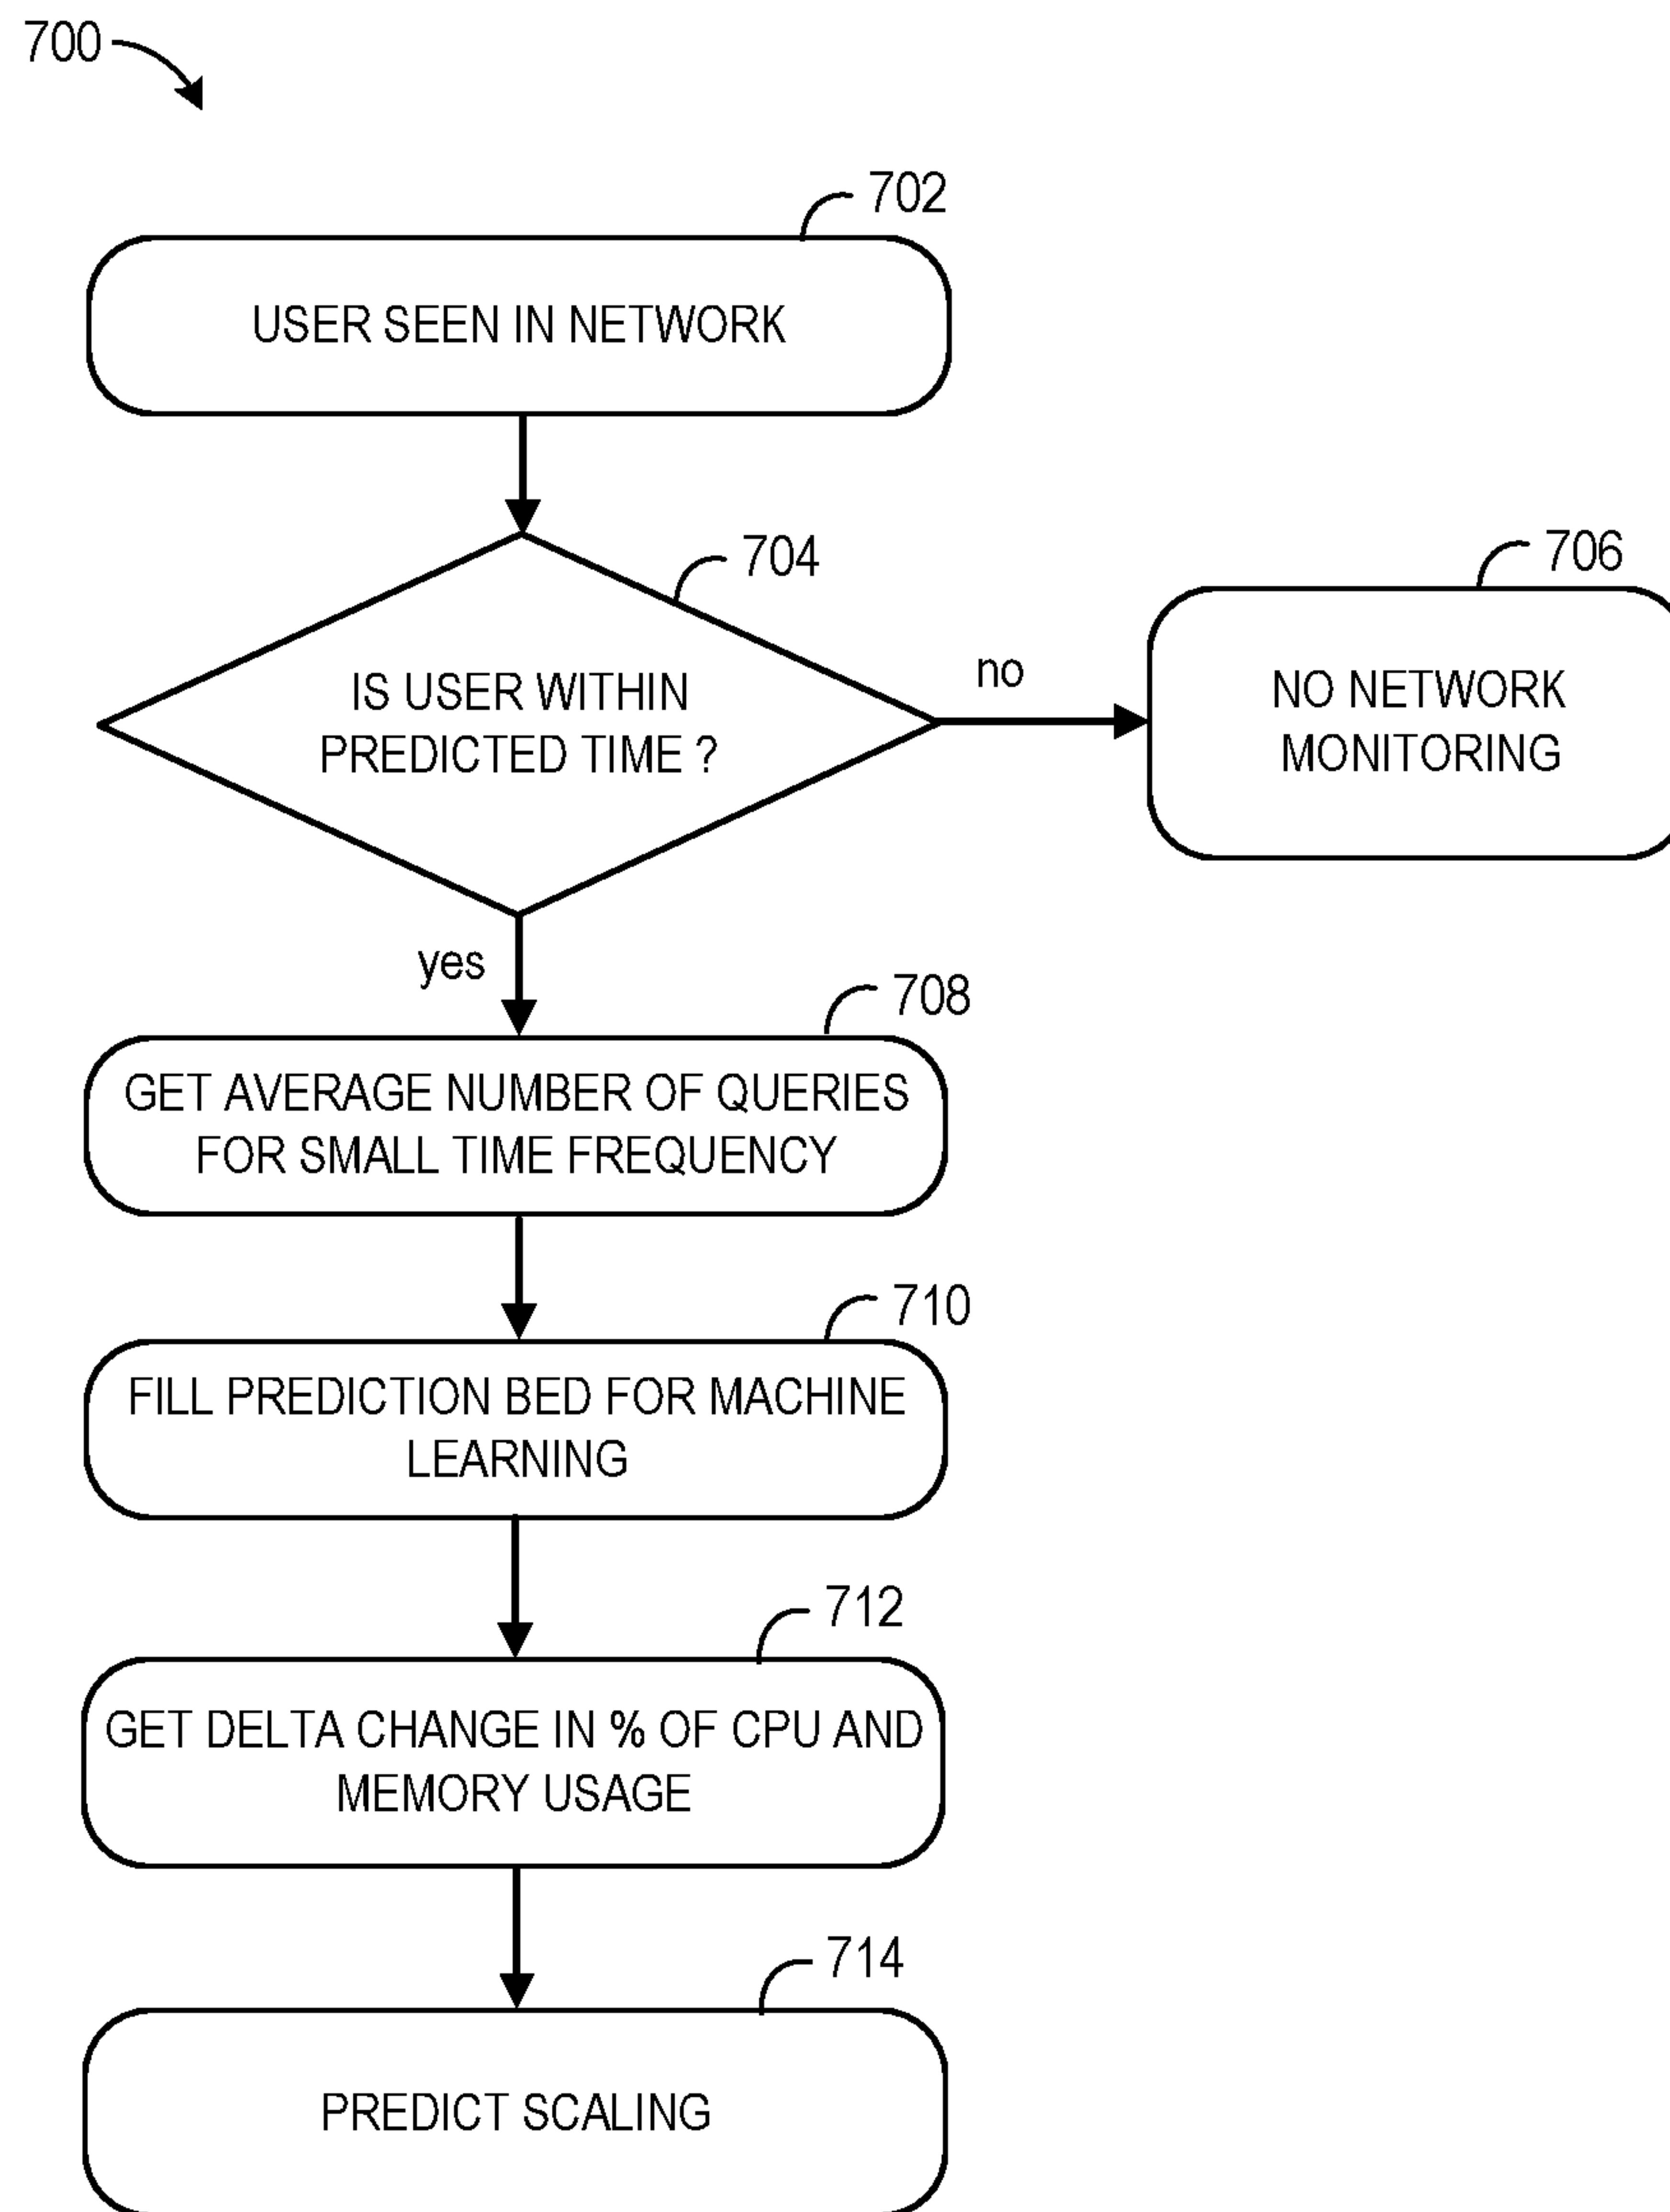 700
702
USER SEEN IN NETWORK
704
IS USER WITHIN
PREDICTED TIME ?
no
706
NO NETWORK
MONITORING
yes
708
GET AVERAGE NUMBER OF QUERIES
FOR SMALL TIME FREQUENCY
710
FILL PREDICTION BED FOR MACHINE
LEARNING
712
GET DELTA CHANGE IN % OF CPU AND
MEMORY USAGE
714
PREDICT SCALING